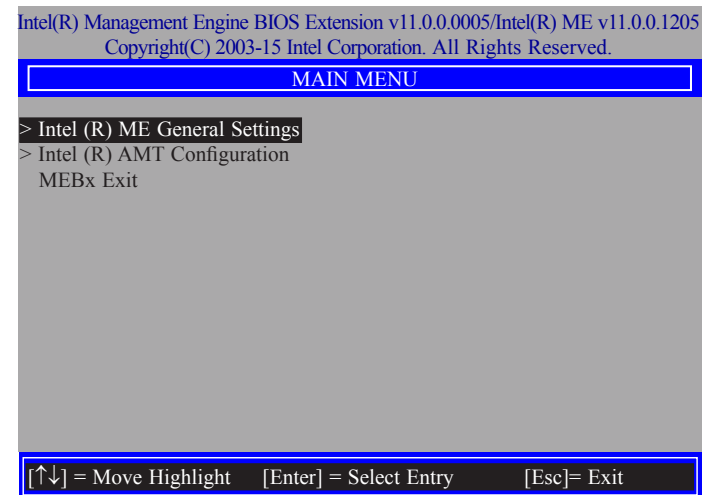 Intel(R) Management Engine BIOS Extension v11.0.0.0005/Intel(R) ME v11.0.0.1205
Copyright(C) 2003-15 Intel Corporation. All Rights Reserved.
MAIN MENU
> Intel (R) ME General Settings
> Intel (R) AMT Configuration
MEBx Exit
[↑↓] = Move Highlight [Enter] = Select Entry [Esc]= Exit